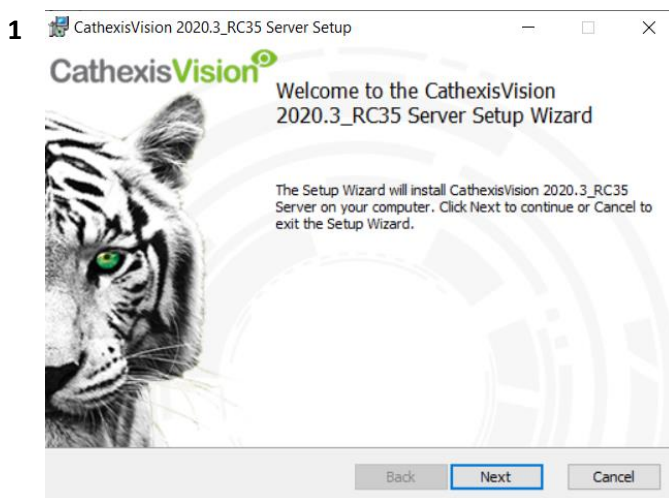 1
CathexisVision 2020.3_RC35 Server Setup
CathexisVision
Welcome to the CathexisVision
2020.3_RC35 Server Setup Wizard
The Setup Wizard will install CathexisVision 2020.3_RC35
Server on your computer. Click Next to continue or Cancel to
exit the Setup Wizard.
Back Next Cancel